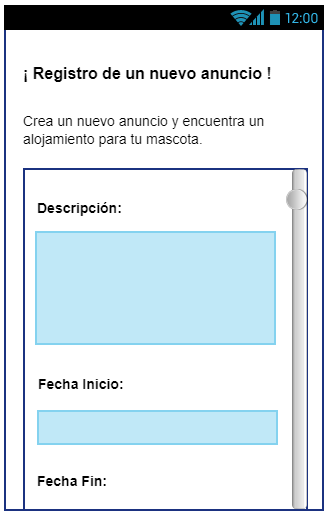 12:00
¡ Registro de un nuevo anuncio !
Crea un nuevo anuncio y encuentra un
alojamiento para tu mascota.
Descripción:
Fecha Inicio:
Fecha Fin: